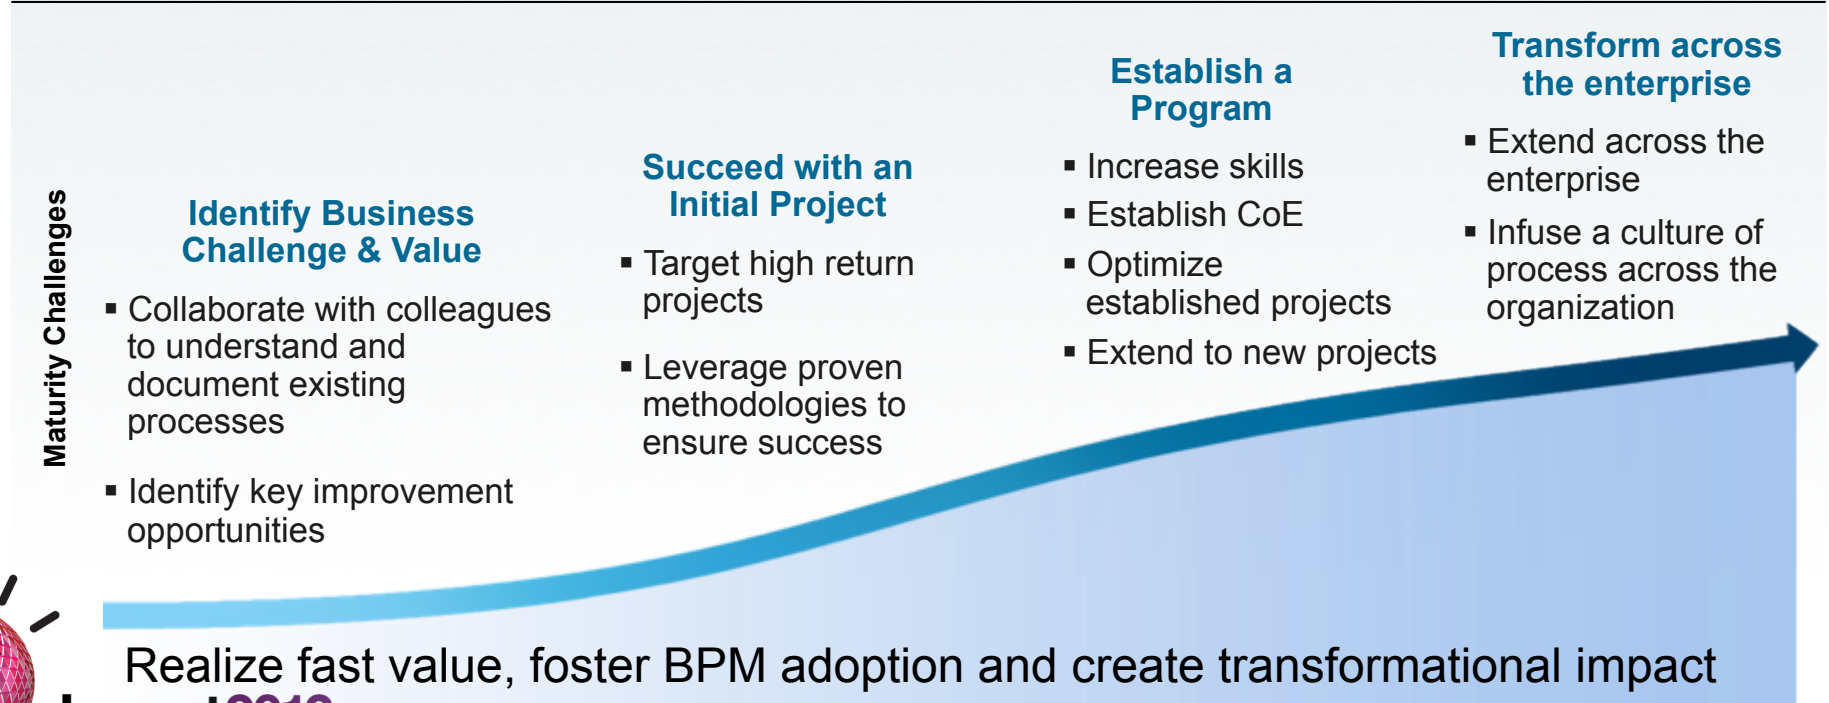 Maturity Challenges
Identify Business
Challenge & Value
▪ Collaborate with colleagues
to understand and
document existing
processes
▪ Identify key improvement
opportunities
Succeed with an
Initial Project
▪ Target high return
projects
▪ Leverage proven
methodologies to
ensure success
Establish a
Program
▪ Increase skills
▪ Establish CoE
▪ Optimize
established projects
▪ Extend to new projects
Transform across
the enterprise
▪ Extend across the
enterprise
▪ Infuse a culture of
process across the
organization
Realize fast value, foster BPM adoption and create transformational impact